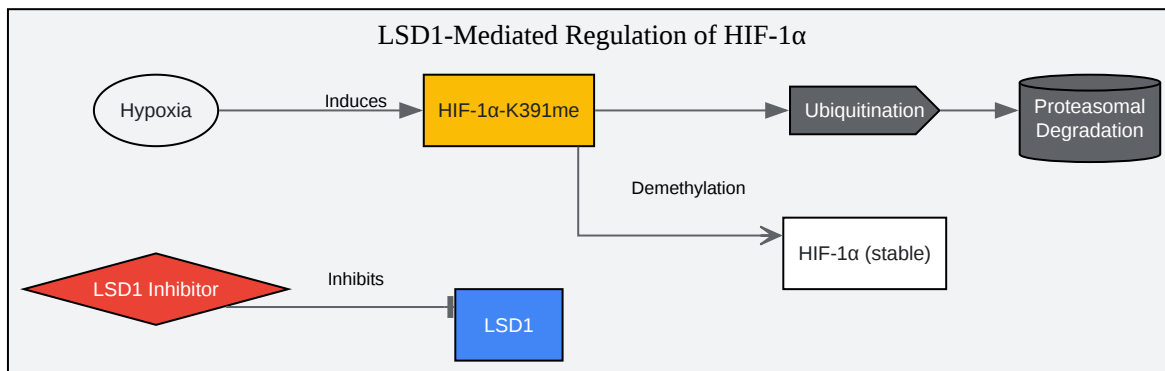 LSD1-Mediated Regulation of HIF-1α
Hypoxia
Induces
HIF-1α-K391me
Ubiquitination
Proteasomal
Degradation
Demethylation
HIF-1α (stable)
LSD1 Inhibitor
Inhibits
LSD1